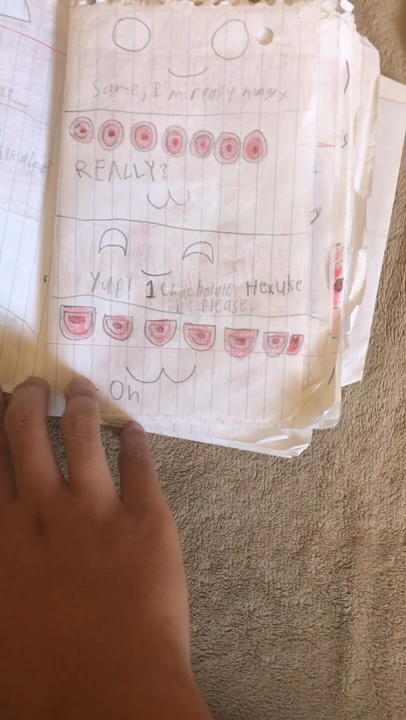 Same, I'm really hungry
REALLY?
Yup! 1 Chocholate Hexuke
Please
Oh